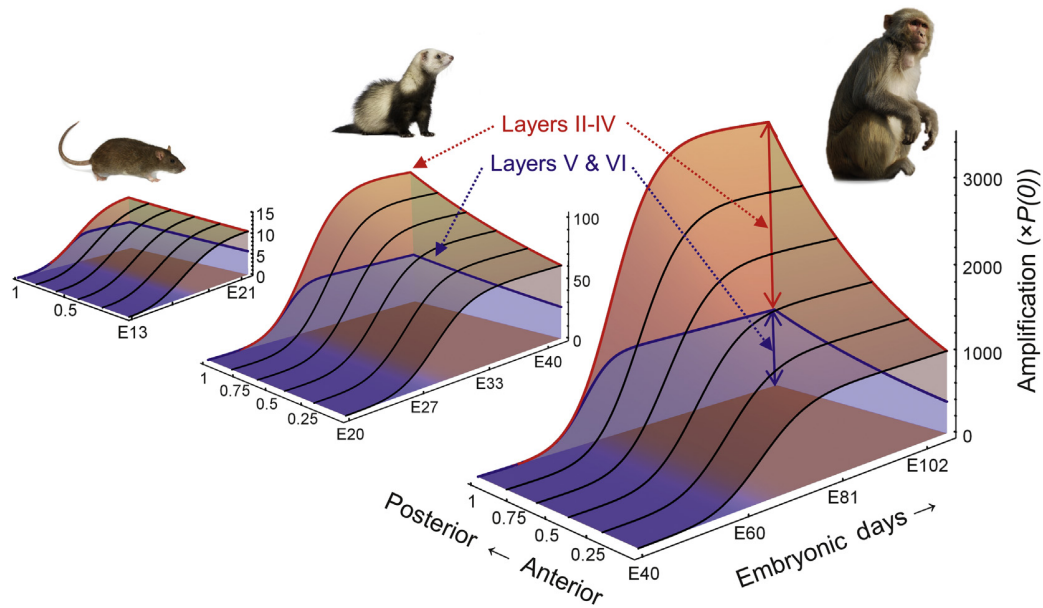 Layers II-IV
Layers V & VI
15
10
5
0
1
0.5
E13
E21
100
50
0
1
0.75
0.5
0.25
E20
E27
E33
E40
3000
2000
1000
0
Amplification (×P(0))
1
0.75
0.5
0.25
E40
E60
E81
E102
Posterior ← Anterior
Embryonic days →